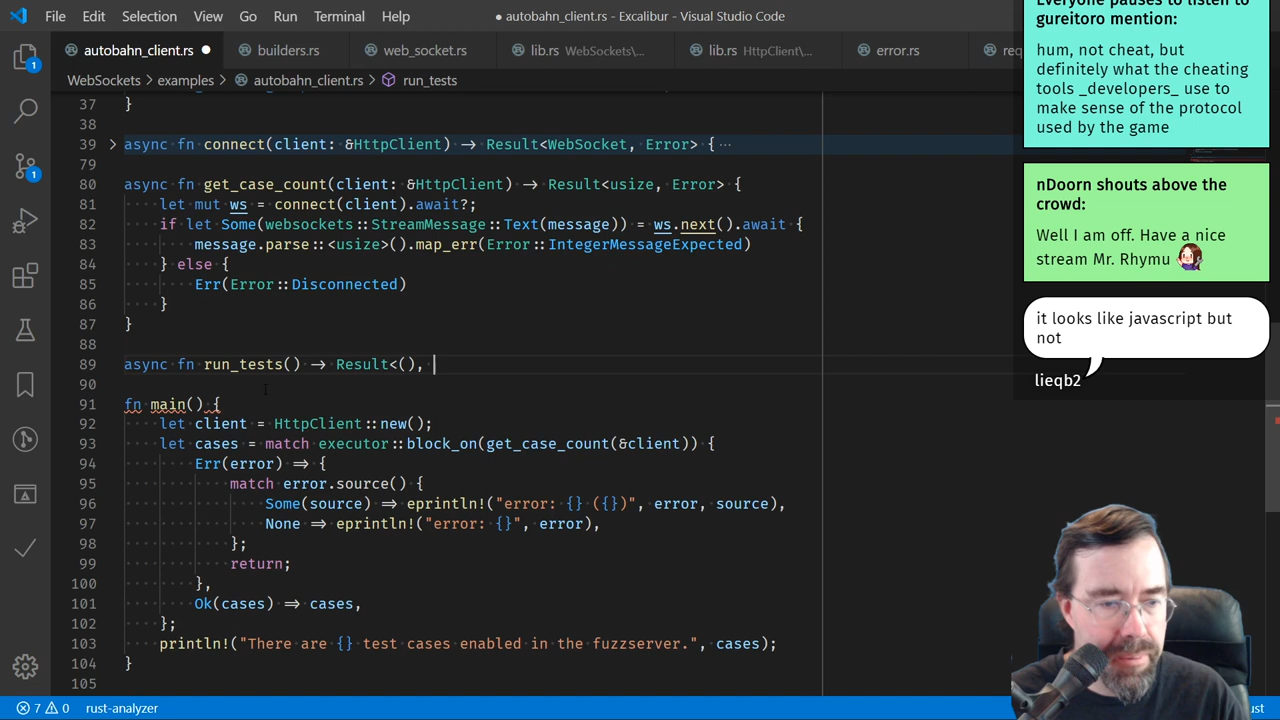 File Edit Selection View Go Run Terminal Help
● autobahn_client.rs - Excalibur - Visual Studio Code
autobahn_client.rs ● builders.rs web_socket.rs lib.rs WebSockets\... lib.rs HttpClient\... error.rs
WebSockets > examples > autobahn_client.rs > run_tests
37 }
38
39 > async fn connect(client: &HttpClient) → Result<WebSocket, Error> { ...
79
80 async fn get_case_count(client: &HttpClient) → Result<usize, Error> {
81 let mut ws = connect(client).await?;
82 if let Some(websockets::StreamMessage::Text(message)) = ws.next().await {
83 message.parse::<usize>().map_err(Error::IntegerMessageExpected)
84 } else {
85 Err(Error::Disconnected)
86 }
87 }
88
89 async fn run_tests() → Result<(),
90
91 fn main() {
92 let client = HttpClient::new();
93 let cases = match executor::block_on(get_case_count(&client)) {
94 Err(error) ⇒ {
95 match error.source() {
96 Some(source) ⇒ eprintln!("error: {} ({})", error, source),
97 None ⇒ eprintln!("error: {}", error),
98 };
99 return;
100 },
101 Ok(cases) ⇒ cases,
102 };
103 println!("There are {} test cases enabled in the fuzzserver.", cases);
104 }
105
1
1
7 0 rust-analyzer
Everyone pauses to listen to
gureitoro mention:
hum, not cheat, but
definitely what the cheating
tools _developers_ use to
make sense of the protocol
used by the game
nDoorn shouts above the
crowd:
Well I am off. Have a nice
stream Mr. Rhymu
it looks like javascript but
not
lieqb2